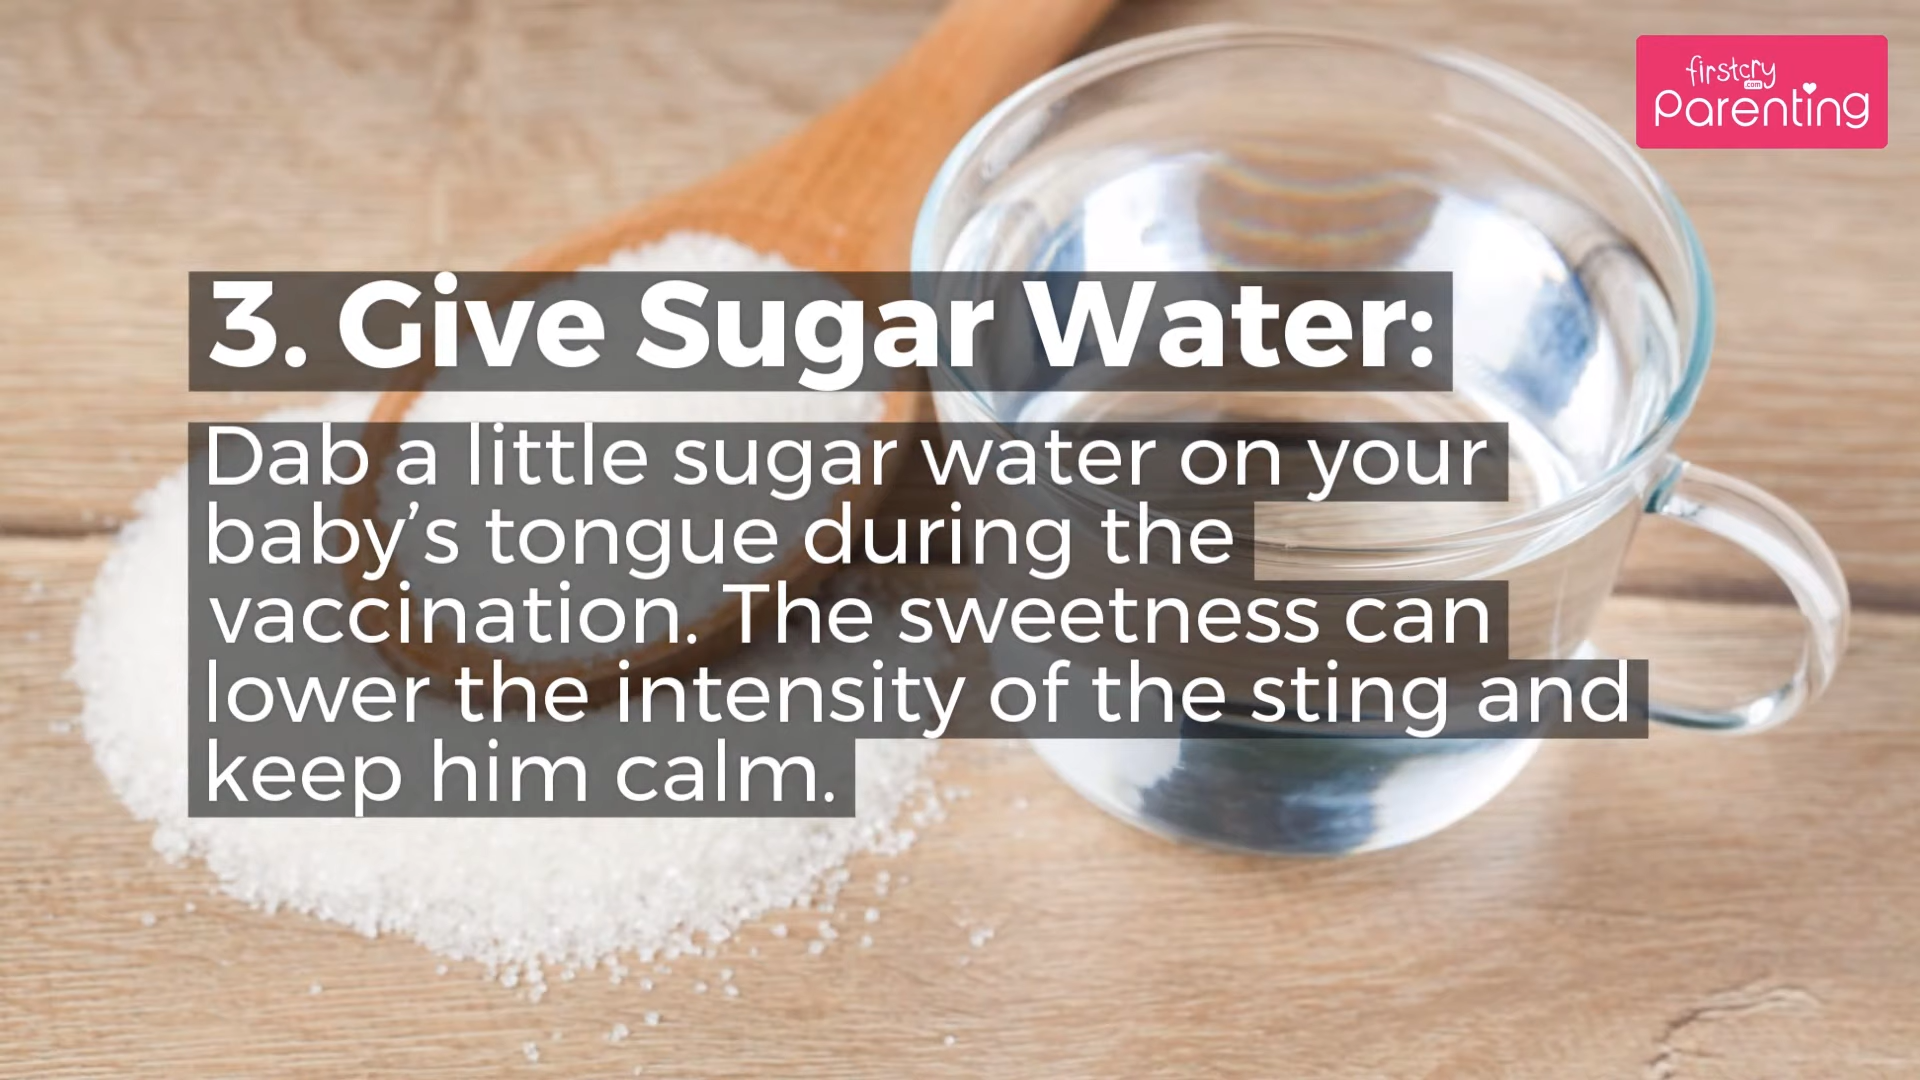 firstcry
.com
Parenting
3. Give Sugar Water:
Dab a little sugar water on your
baby’s tongue during the
vaccination. The sweetness can
lower the intensity of the sting and
keep him calm.